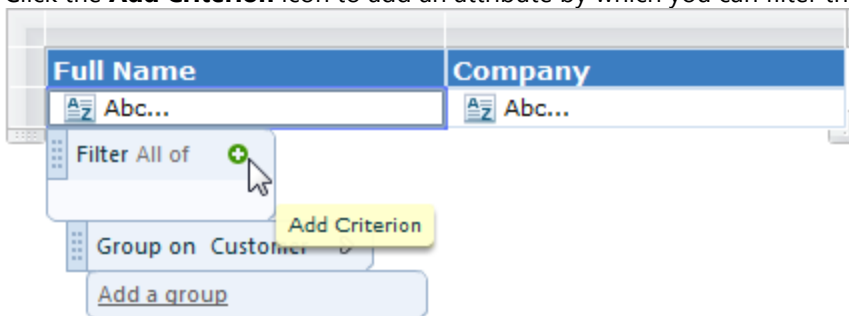 Click the Add Criterion icon to add an attribute by which you can filter th
Full Name Company
Abc... Abc...
Filter All of
Add Criterion
Group on Customer
Add a group